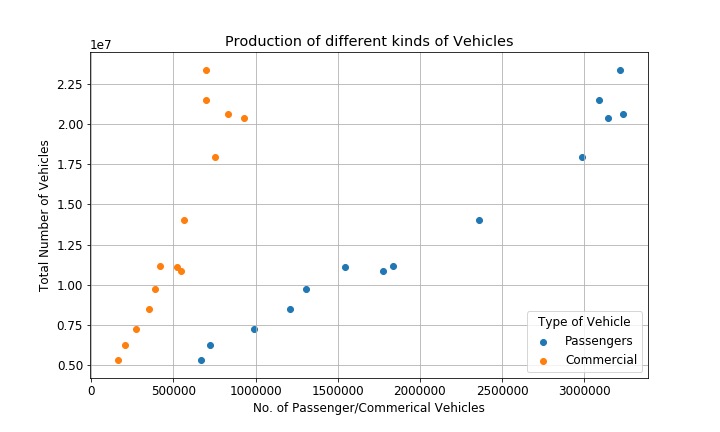 Production of different kinds of Vehicles
1e7
2.25
2.00
1.75
1.50
1.25
1.00
0.75
0.50
Total Number of Vehicles
0 500000 1000000 1500000 2000000 2500000 3000000
No. of Passenger/Commerical Vehicles
Type of Vehicle
Passengers
Commercial